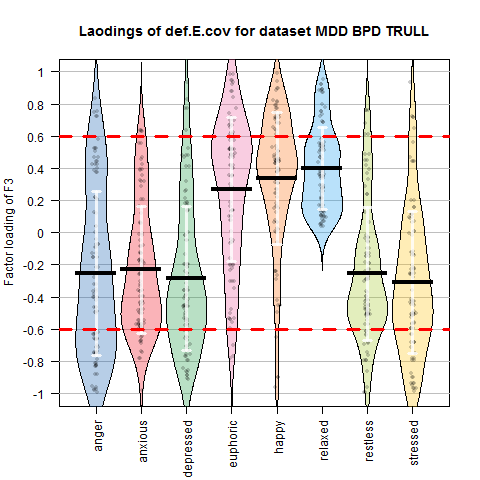 Laodings of def.E.cov for dataset MDD BPD TRULL
Factor loading of F3
1
0.8
0.6
0.4
0.2
0
-0.2
-0.4
-0.6
-0.8
-1
anger
anxious
depressed
euphoric
happy
relaxed
restless
stressed